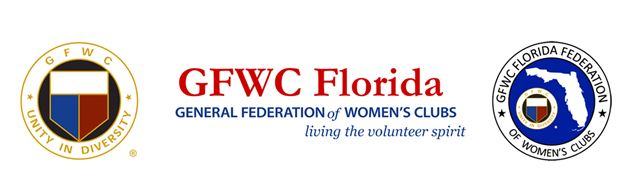 GFWC
UNITY IN DIVERSITY
®
GFWC Florida
GENERAL FEDERATION of WOMEN'S CLUBS
living the volunteer spirit
GFWC FLORIDA FEDERATION
OF WOMEN'S CLUBS